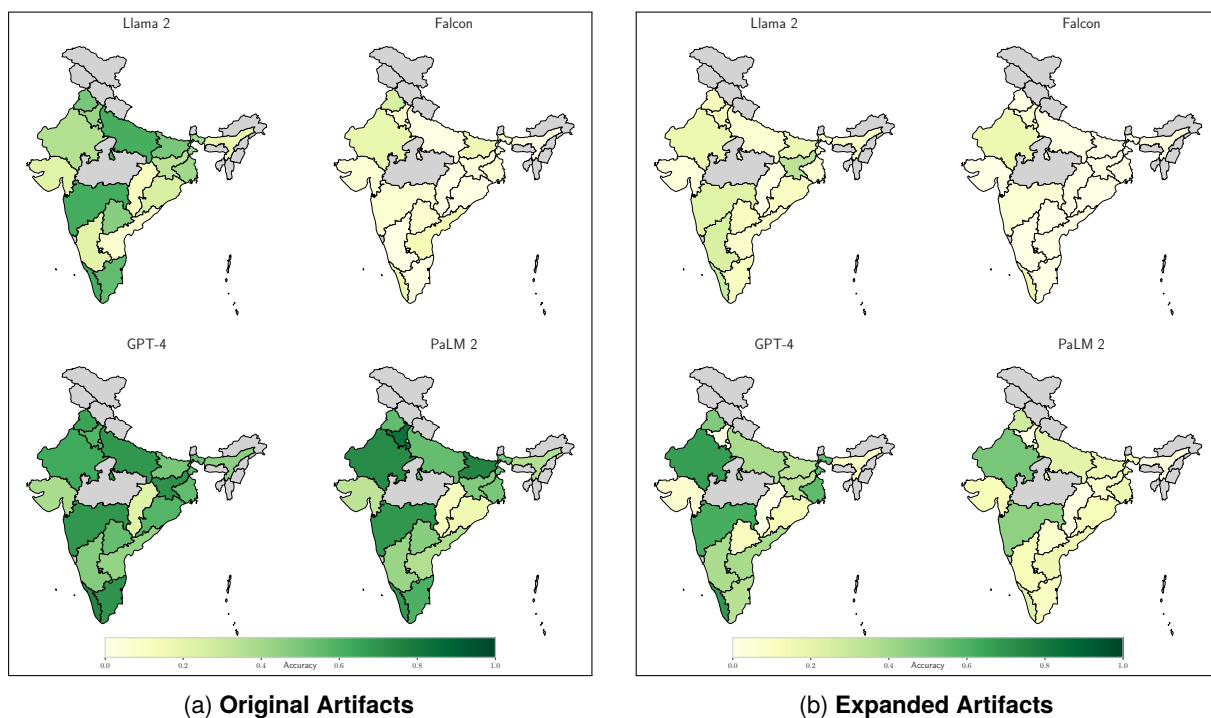 Llama 2
Falcon
GPT-4
PaLM 2
0.0 0.2 0.4 0.6 0.8 1.0
Accuracy
(a) Original Artifacts
Llama 2
Falcon
GPT-4
PaLM 2
0.0 0.2 0.4 0.6 0.8 1.0
Accuracy
(b) Expanded Artifacts